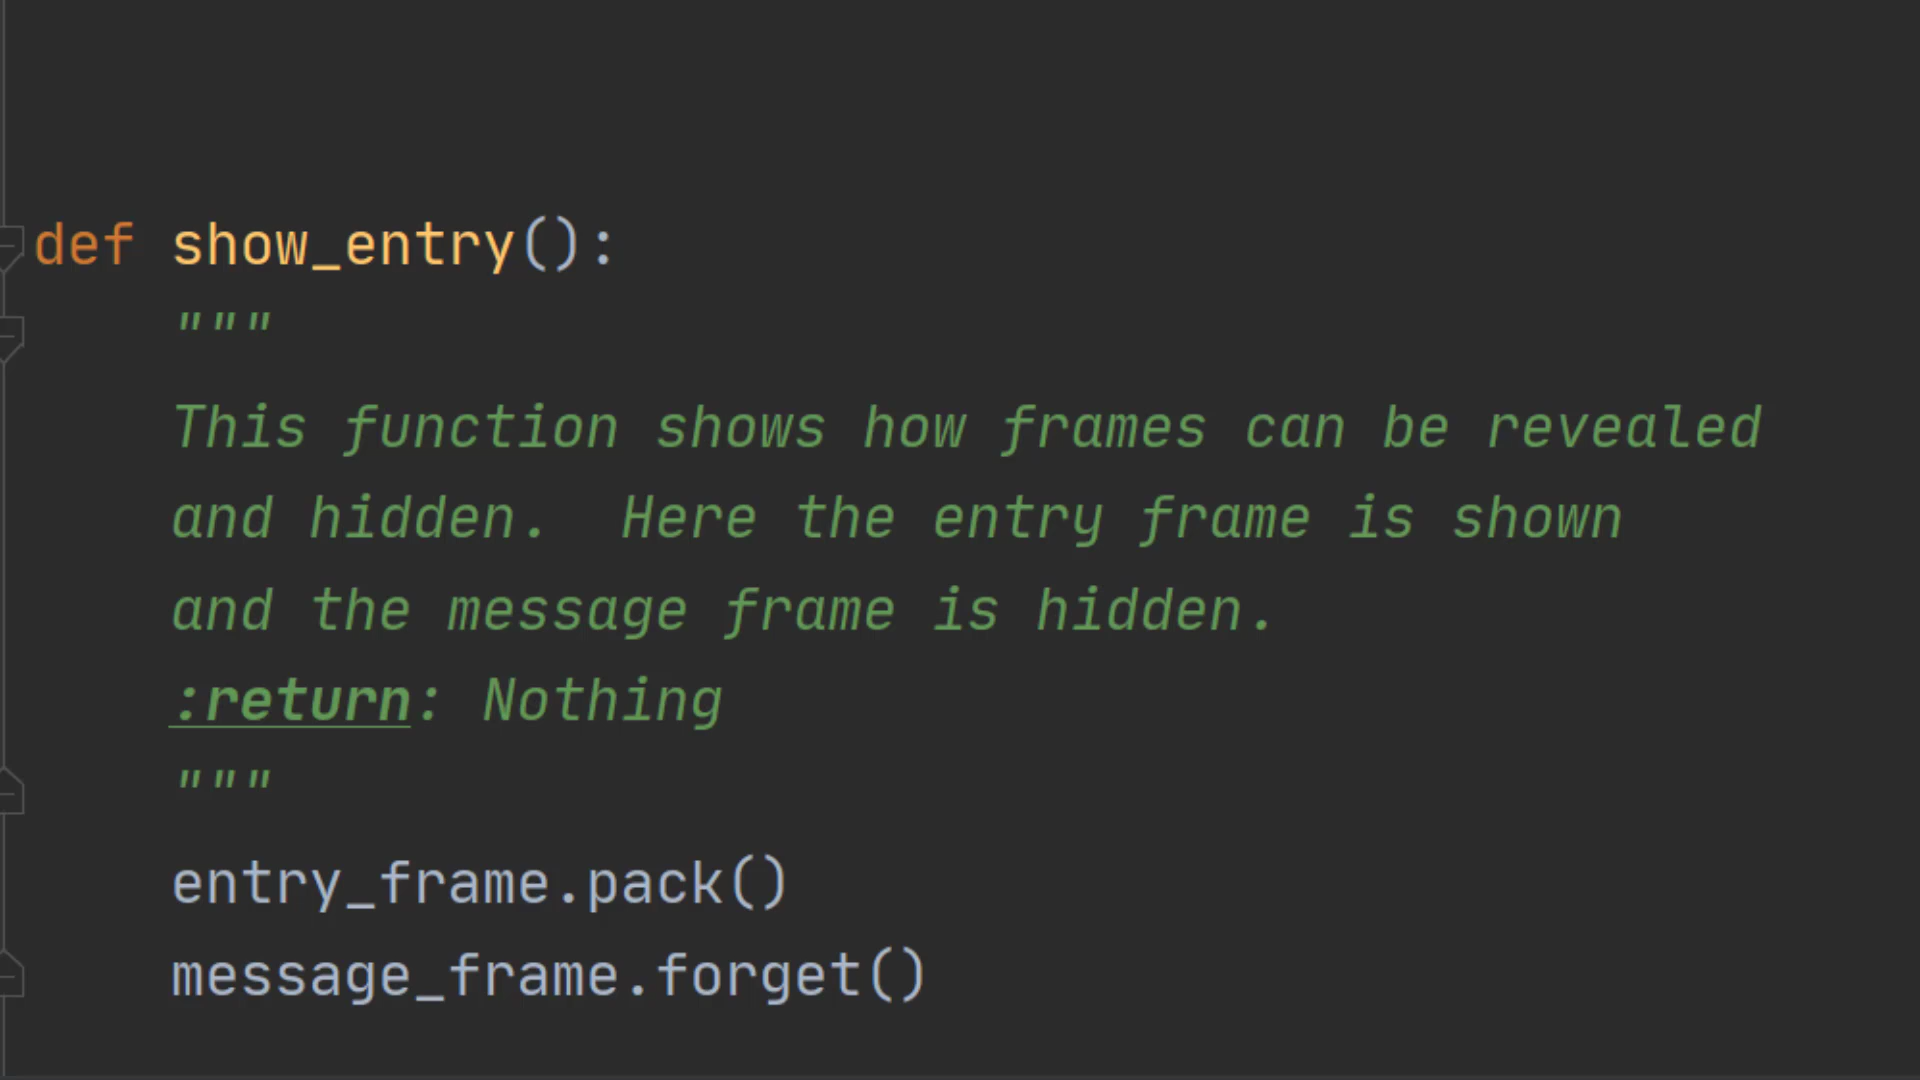 def show_entry():
"""
This function shows how frames can be revealed
and hidden.  Here the entry frame is shown
and the message frame is hidden.
:return: Nothing
"""
entry_frame.pack()
message_frame.forget()